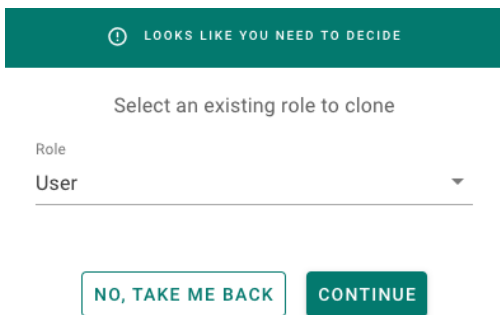 LOOKS LIKE YOU NEED TO DECIDE
Select an existing role to clone
Role
User
NO, TAKE ME BACK
CONTINUE